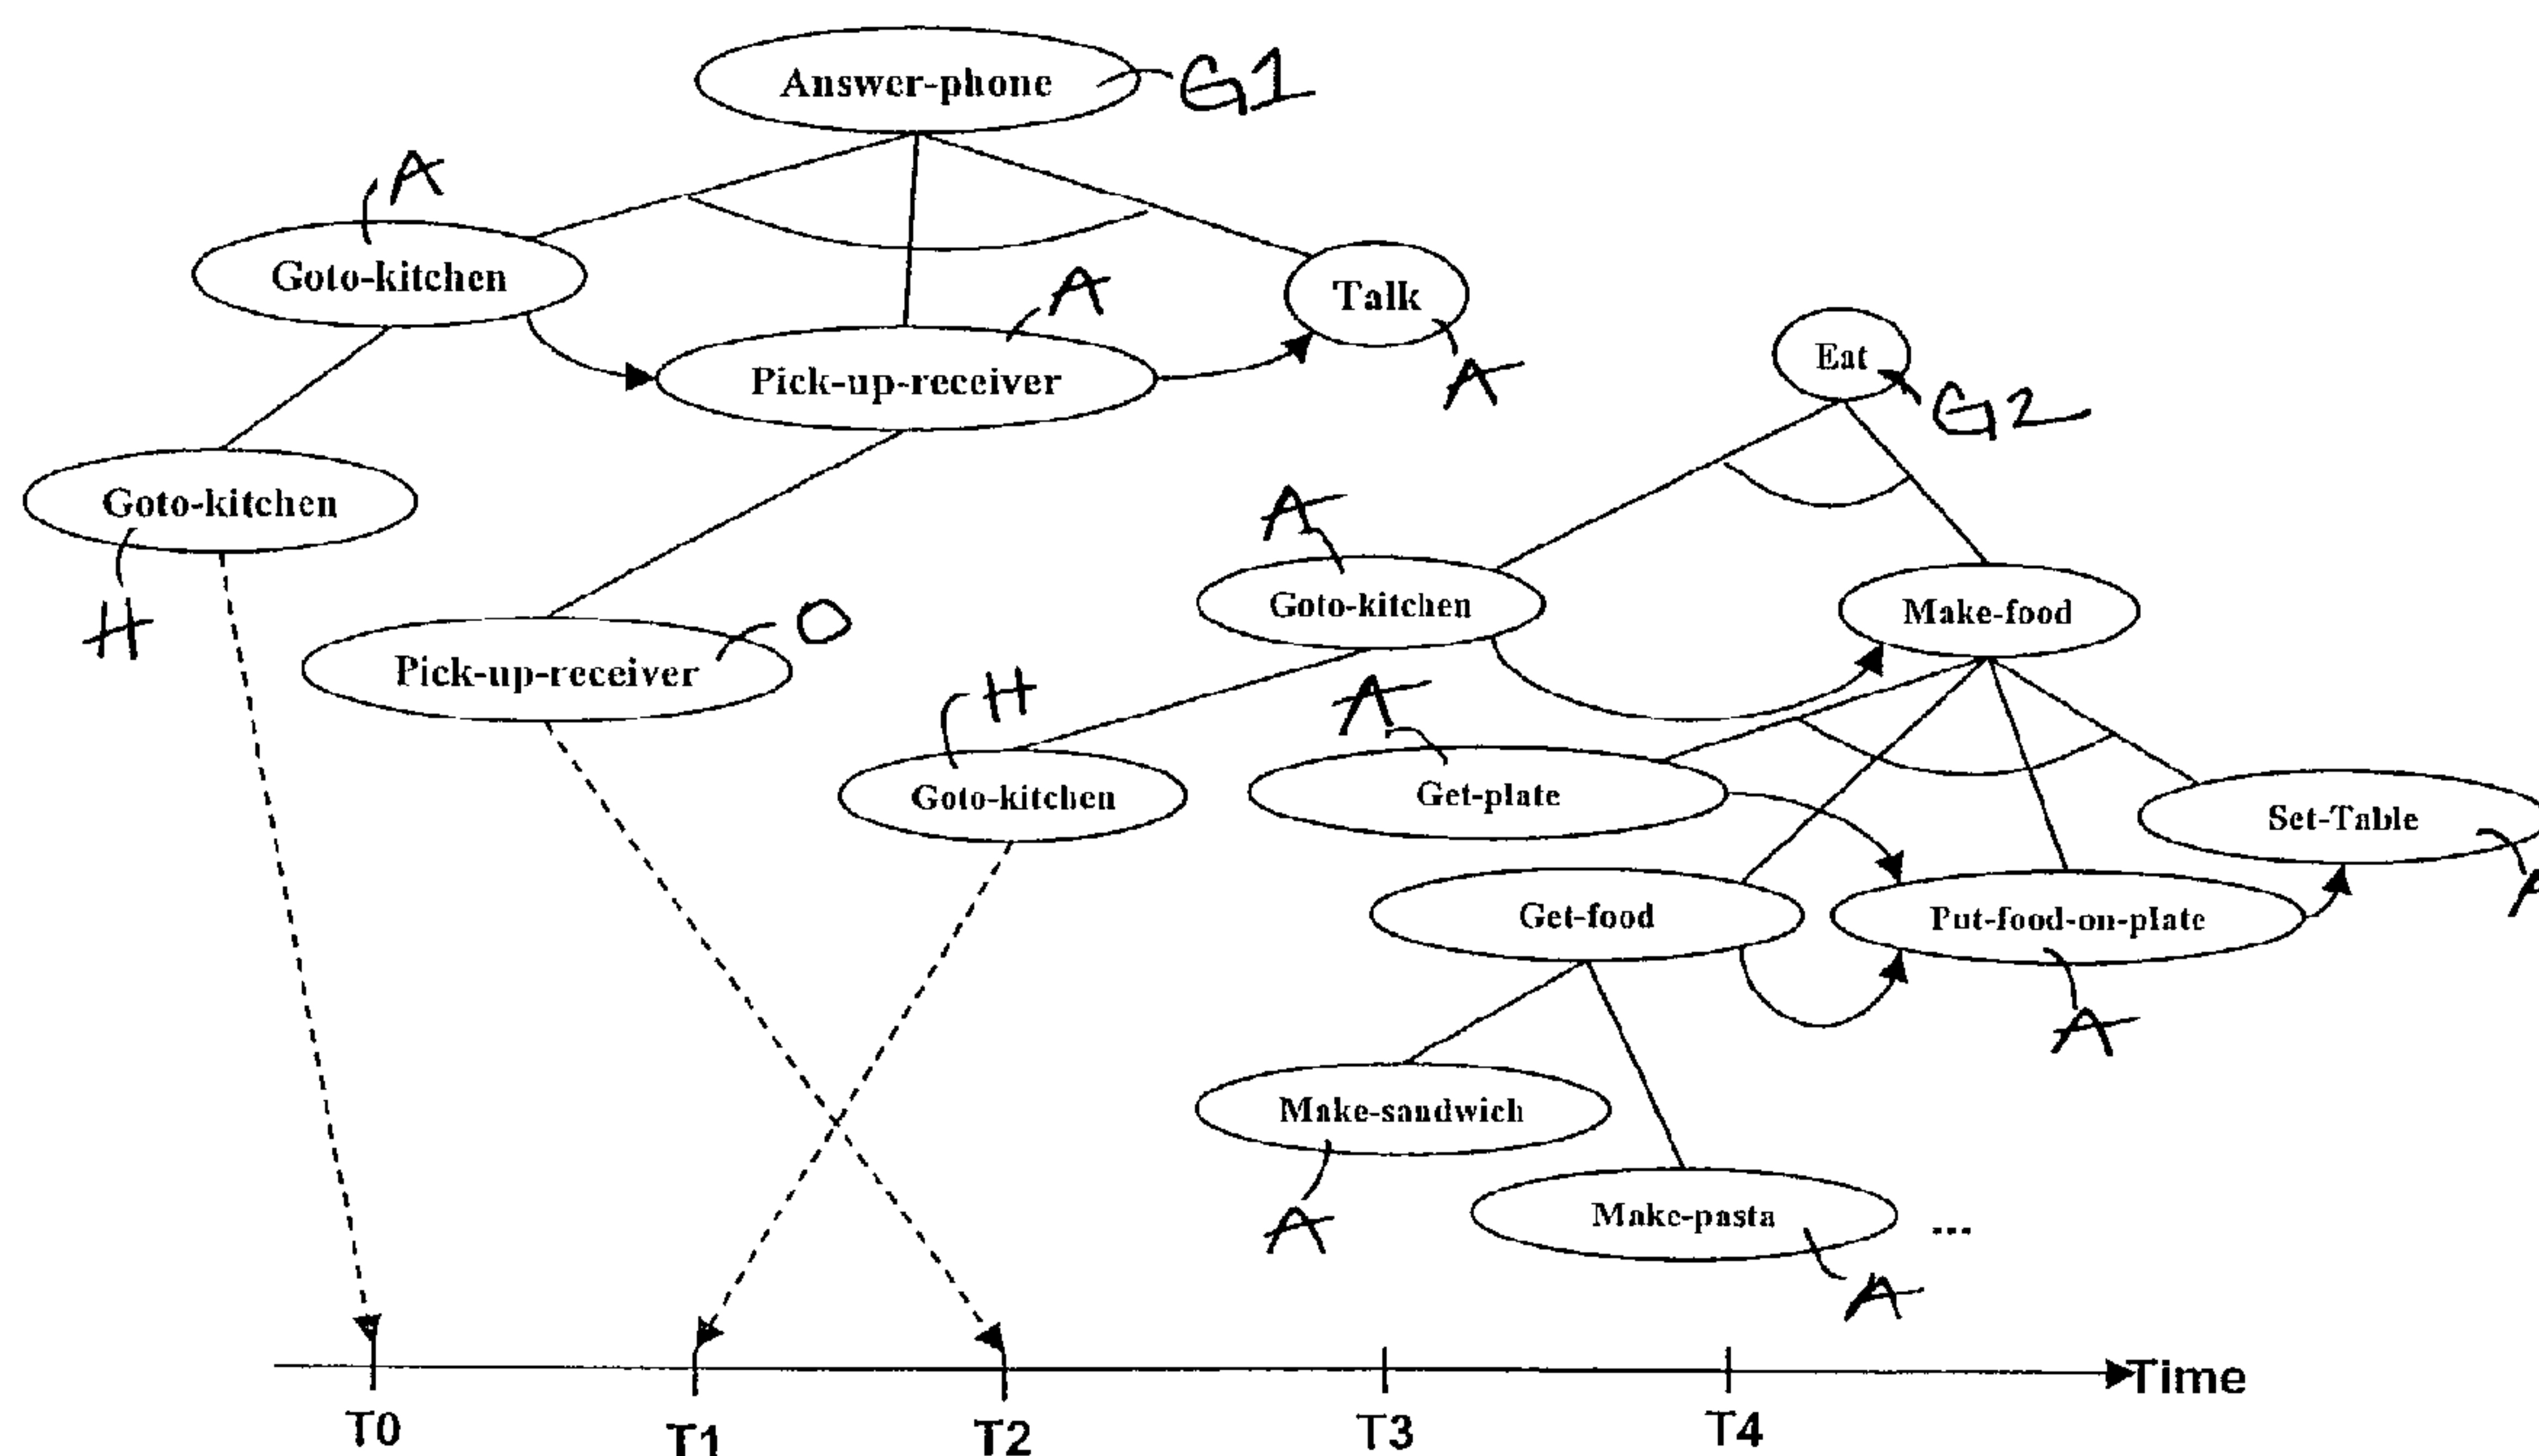 Answer-phone
G1
A
Goto-kitchen
A
Talk
A
Pick-up-receiver
Eat
G2
Goto-kitchen
H
A
Goto-kitchen
Make-food
Pick-up-receiver
O
H
A
Goto-kitchen
Get-plate
Set-Table
A
Get-food
Put-food-on-plate
A
Make-sandwich
A
Make-pasta
...
A
Time
T0
T1
T2
T3
T4